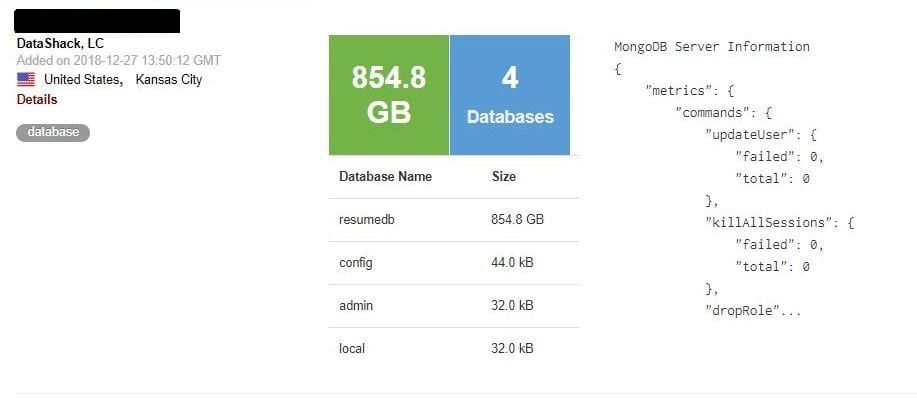 DataShack, LC
Added on 2018-12-27 13:50:12 GMT
United States, Kansas City
Details
database
854.8
GB
4
Databases
Database Name Size
resumedb 854.8 GB
config 44.0 kB
admin 32.0 kB
local 32.0 kB
MongoDB Server Information
{
"metrics": {
"commands": {
"updateUser": {
"failed": 0,
"total": 0
},
"killAllSessions": {
"failed": 0,
"total": 0
},
"dropRole"...